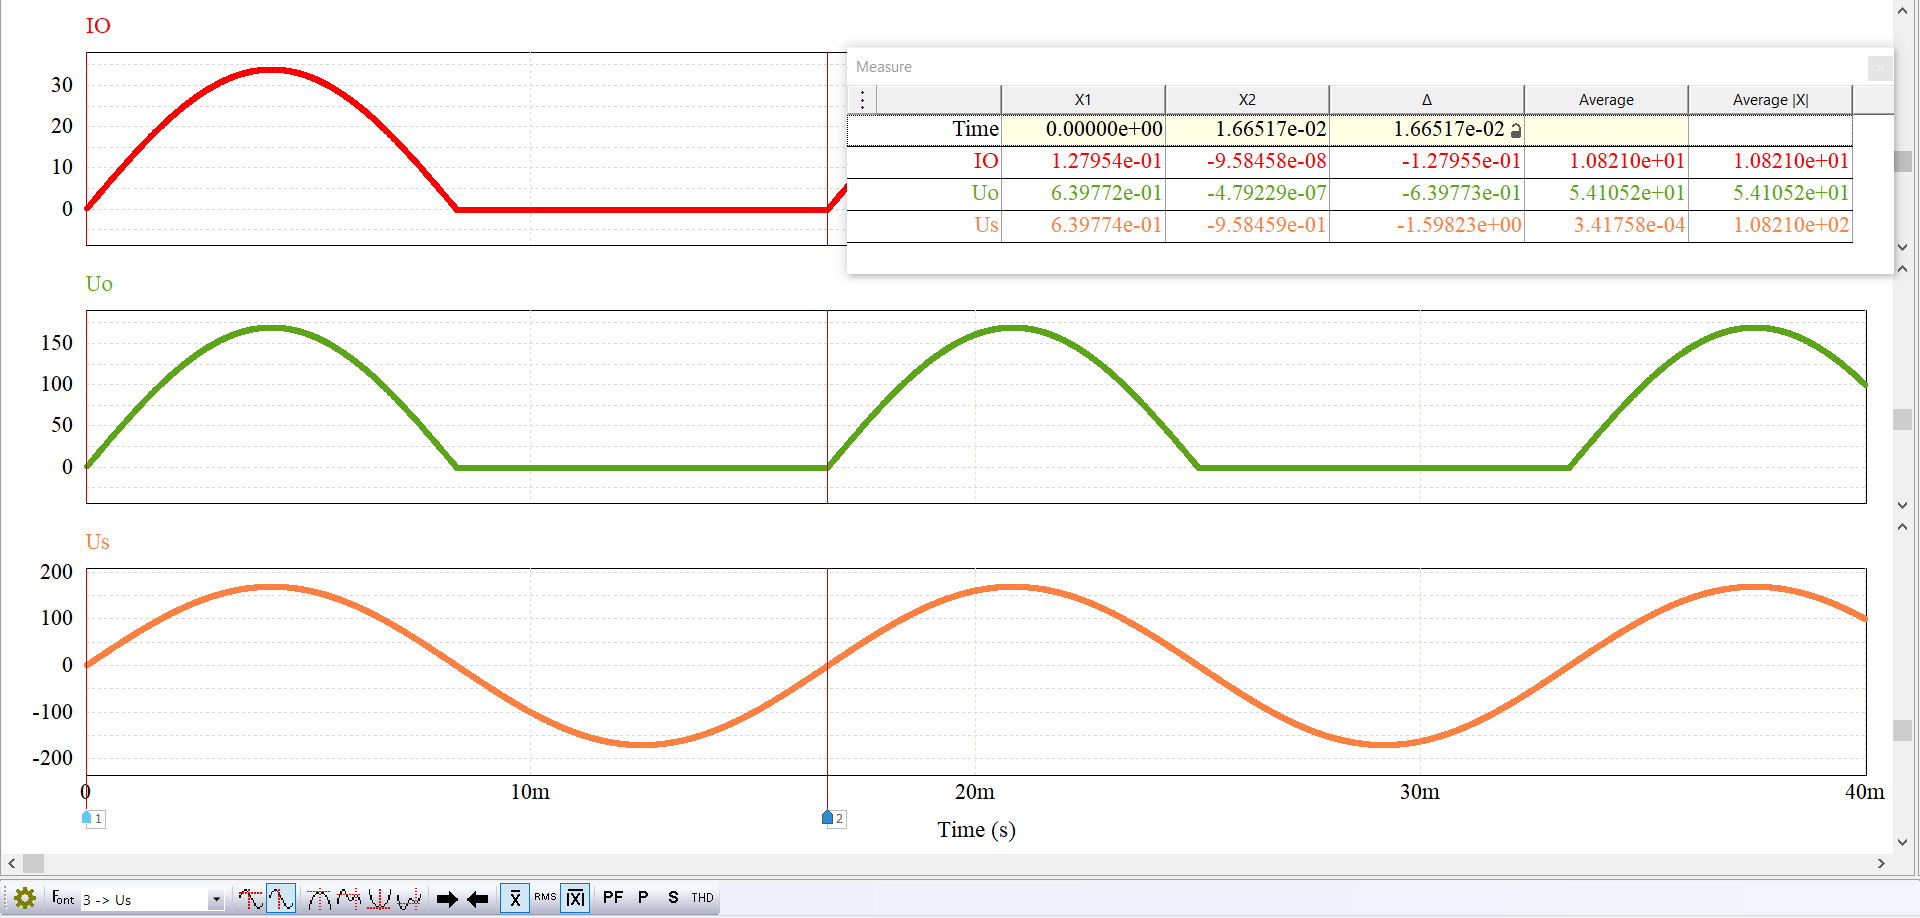 IO
30
20
10
0
Measure
X1 X2 Δ Average Average |X|
Time 0.00000e+00 1.66517e-02 1.66517e-02
IO 1.27954e-01 -9.58458e-08 -1.27955e-01 1.08210e+01 1.08210e+01
Uo 6.39772e-01 -4.79229e-07 -6.39773e-01 5.41052e+01 5.41052e+01
Us 6.39774e-01 -9.58459e-01 -1.59823e+00 3.41758e-04 1.08210e+02
Uo
150
100
50
0
Us
200
100
0
-100
-200
0 10m 20m 30m 40m
1 2
Time (s)
Font 3 -> Us X RMS |X| PF P S THD